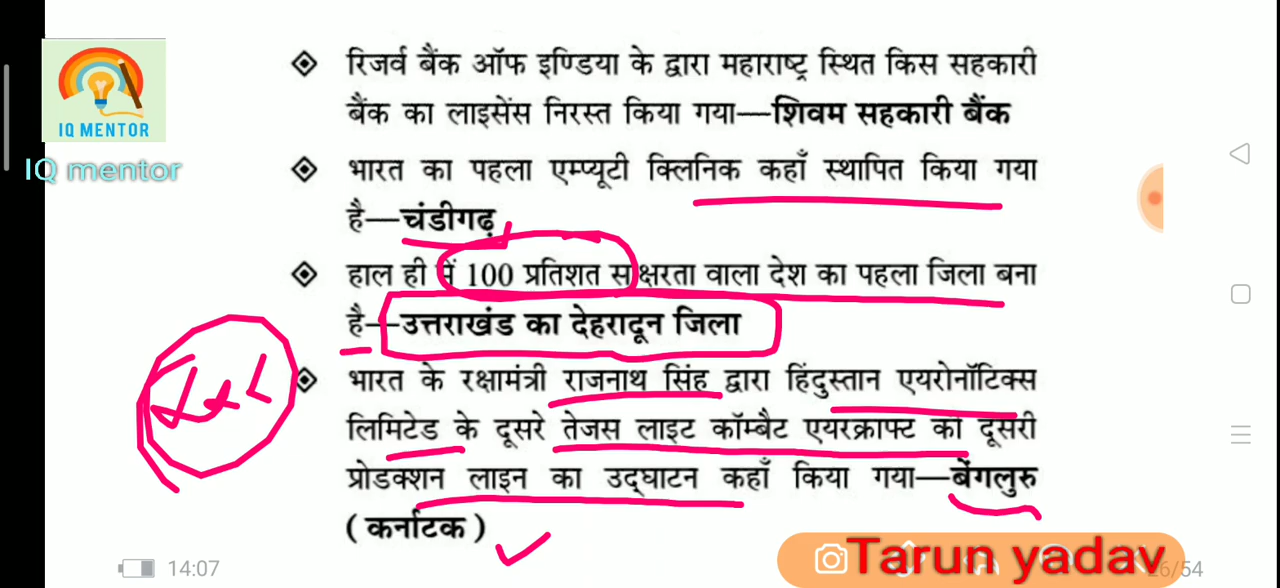 IQ MENTOR
IQ mentor
रिजर्व बैंक ऑफ इण्डिया के द्वारा महाराष्ट्र स्थित किस सहकारी
बैंक का लाइसेंस निरस्त किया गया—शिवम सहकारी बैंक
भारत का पहला एम्प्यूटी क्लिनिक कहाँ स्थापित किया गया
है—चंडीगढ़
हाल ही में 100 प्रतिशत साक्षरता वाला देश का पहला जिला बना
है—उत्तराखंड का देहरादून जिला
भारत के रक्षामंत्री राजनाथ सिंह द्वारा हिंदुस्तान एयरोनॉटिक्स
लिमिटेड के दूसरे तेजस लाइट कॉम्बैट एयरक्राफ्ट की दूसरी
प्रोडक्शन लाइन का उद्घाटन कहाँ किया गया—बेंगलुरु
(कर्नाटक)
14:07
Tarun yadav
/54